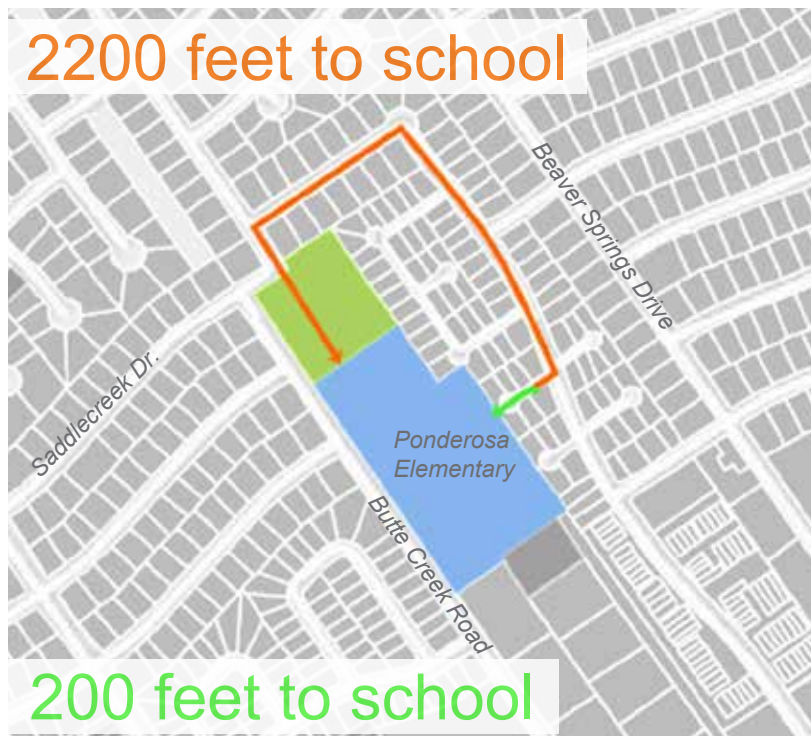 2200 feet to school
Beaver Springs Drive
Saddlecreek Dr.
Ponderosa
Elementary
Butte Creek Road
200 feet to school